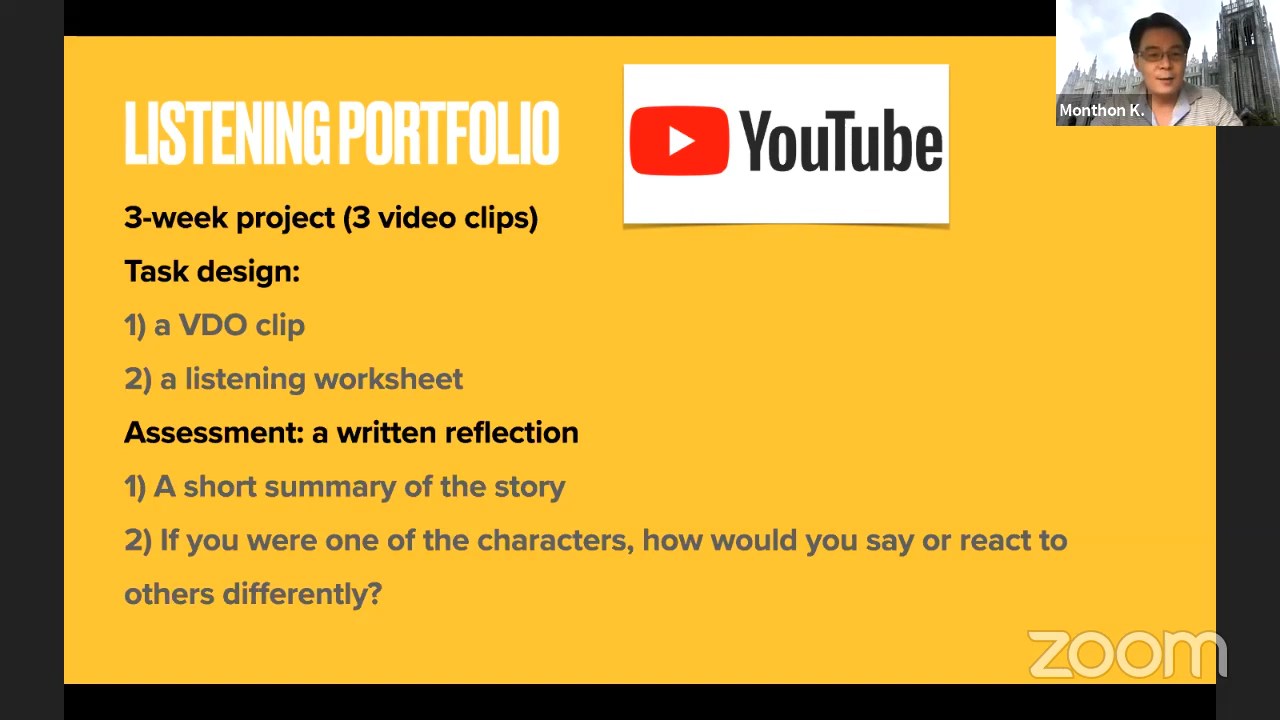 LISTENING PORTFOLIO
YouTube
Monthon K.
3-week project (3 video clips)
Task design:
1) a VDO clip
2) a listening worksheet
Assessment: a written reflection
1) A short summary of the story
2) If you were one of the characters, how would you say or react to
others differently?
zoom